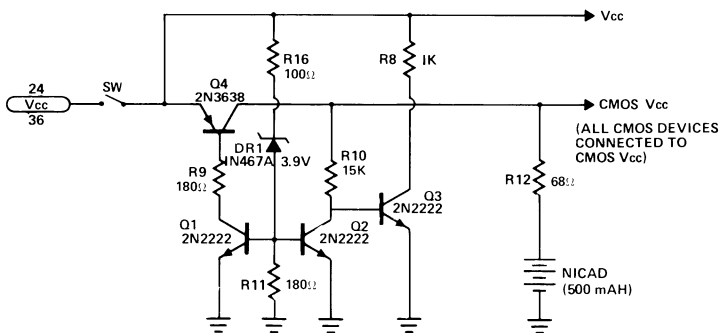 Vcc
R16
100Ω
R8
1K
24
Vcc
36
SW
Q4
2N3638
CMOS Vcc
(ALL CMOS DEVICES
CONNECTED TO
CMOS Vcc)
DR1
1N467A 3.9V
R9
180Ω
R10
15K
R12
68Ω
Q3
2N2222
Q1
2N2222
Q2
2N2222
R11
180Ω
NICAD
(500 mAH)